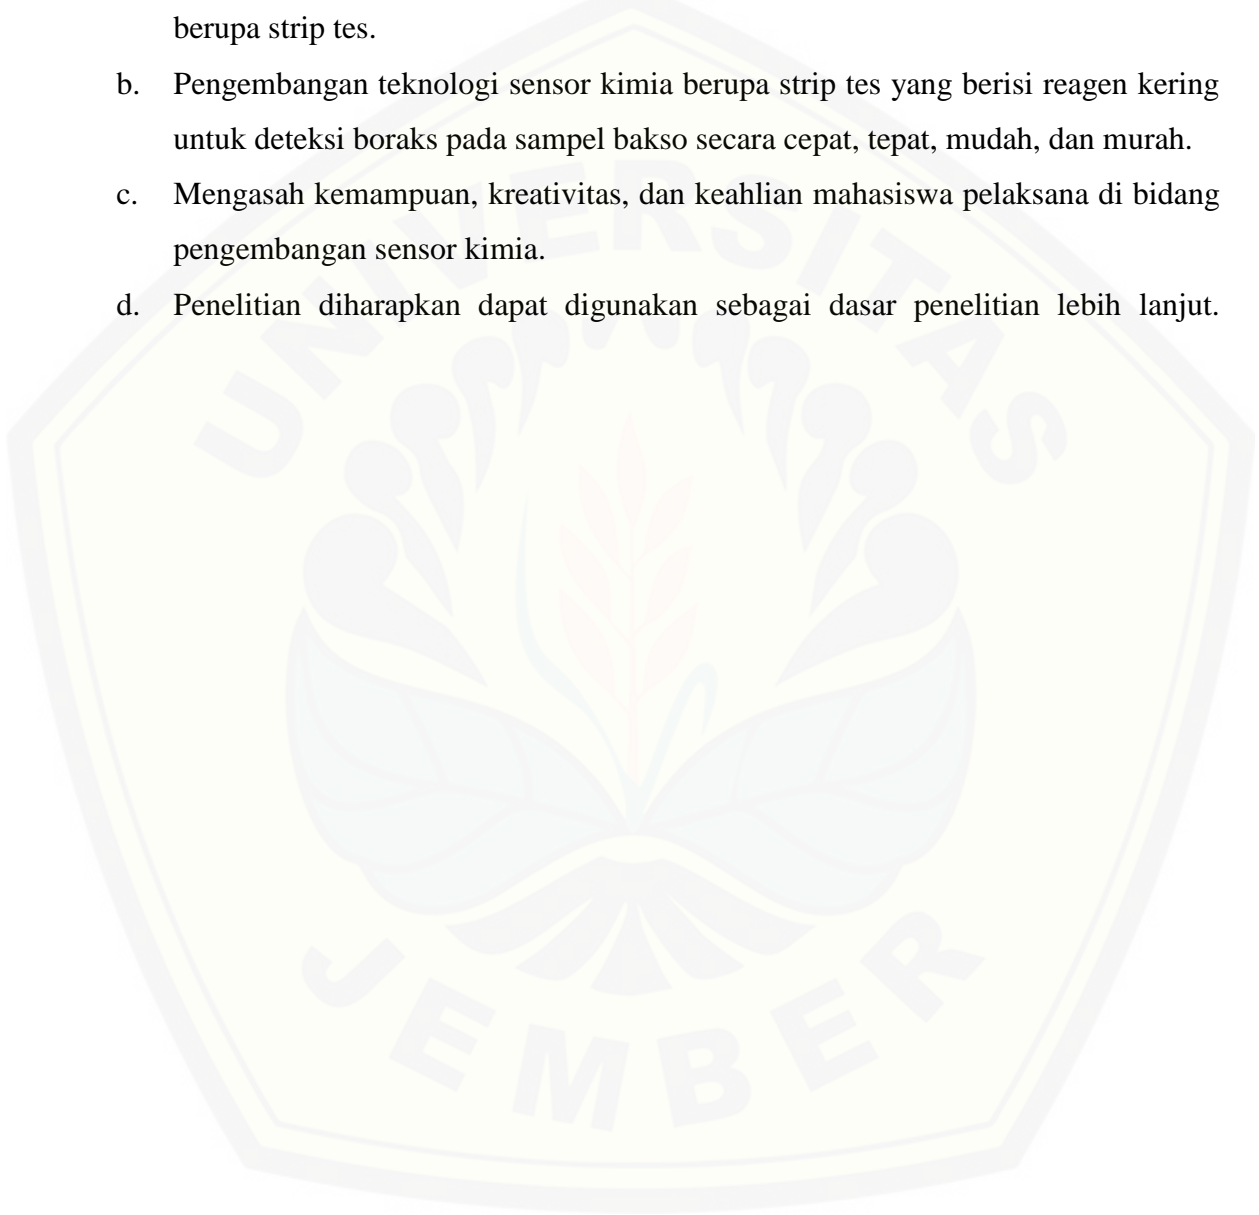 berupa strip tes.
b. Pengembangan teknologi sensor kimia berupa strip tes yang berisi reagen kering
untuk deteksi boraks pada sampel bakso secara cepat, tepat, mudah, dan murah.
c. Mengasah kemampuan, kreativitas, dan keahlian mahasiswa pelaksana di bidang
pengembangan sensor kimia.
d. Penelitian diharapkan dapat digunakan sebagai dasar penelitian lebih lanjut.
UNIVERSITAS
JEMBER